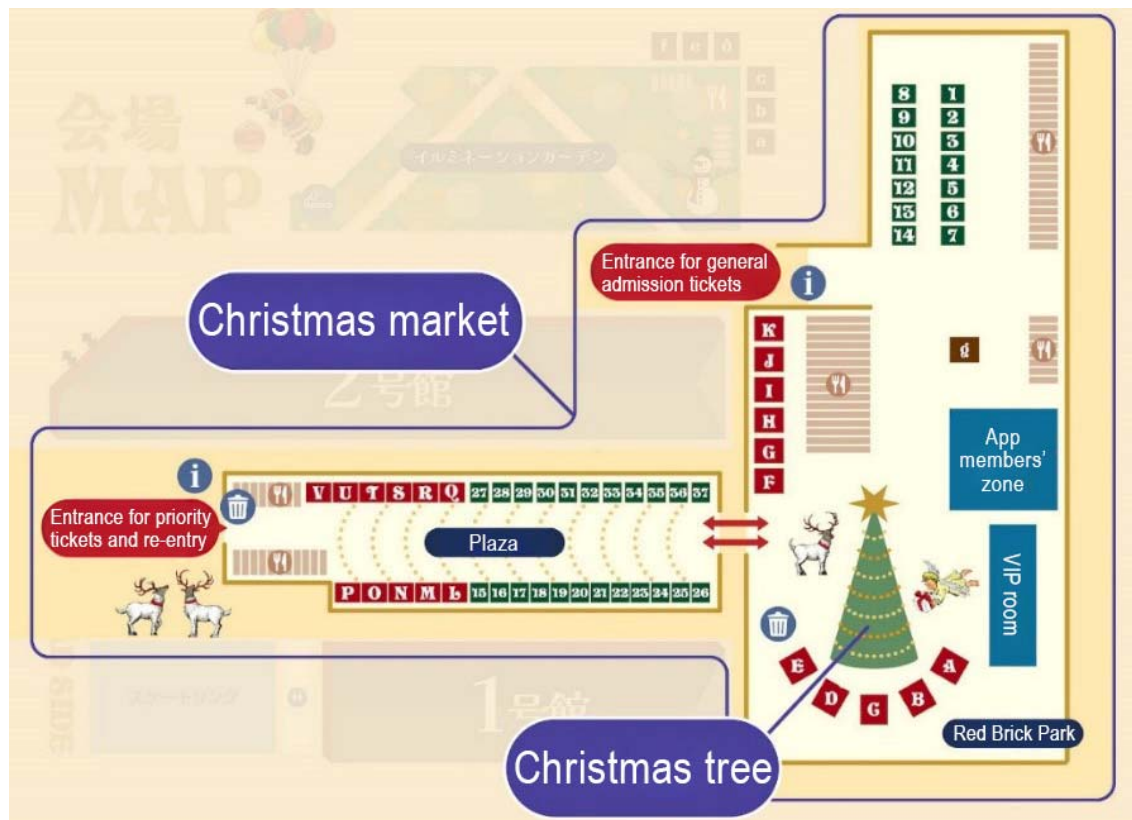 会場
MAP
f e d
c
b
a
イルミネーションガーデン
8 1
9 2
10 3
11 4
12 5
13 6
14 7
Entrance for general
admission tickets
i
Christmas market
K
J
I
H
G
F
g
2号館
App
members'
zone
i
V U T S R Q 27 28 29 30 31 32 33 34 35 36 37
Entrance for priority
tickets and re-entry
Plaza
P O N M L 15 16 17 18 19 20 21 22 23 24 25 26
VIP room
E D C B A
SIDE
スケートリンク
1号館
Christmas tree
Red Brick Park